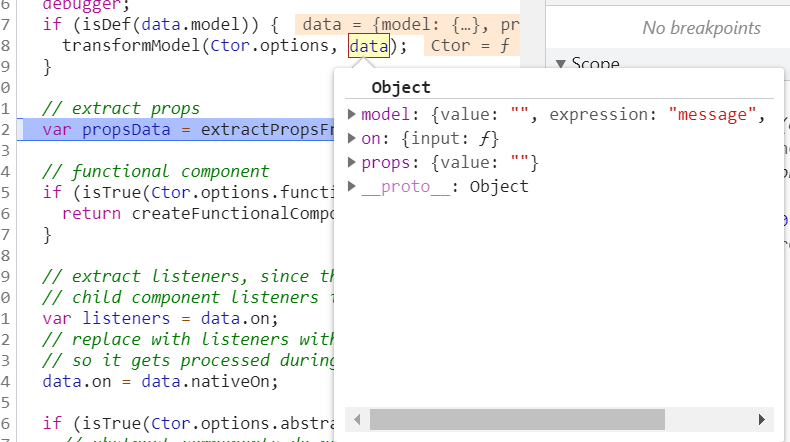 6 debugger;
7 if (isDef(data.model)) { data = {model: {…}, pr
8 transformModel(Ctor.options, data); Ctor = ƒ
9 }
0
1 // extract props
2 var propsData = extractPropsFr
3
4 // functional component
5 if (isTrue(Ctor.options.functi
6 return createFunctionalCompo
7 }
8
9 // extract listeners, since th
0 // child component listeners i
1 var listeners = data.on;
2 // replace with listeners with
3 // so it gets processed during
4 data.on = data.nativeOn;
5
6 if (isTrue(Ctor.options.abstra
7
No breakpoints
▼ Scope
Object
▶ model: {value: "", expression: "message",
▶ on: {input: ƒ}
▶ props: {value: ""}
▶ __proto__: Object